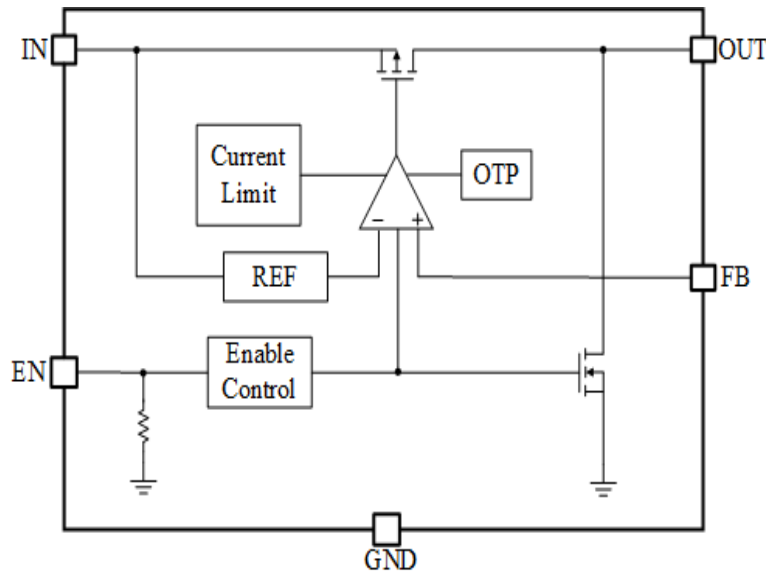 IN
OUT
Current
Limit
OTP
−
+
REF
FB
EN
Enable
Control
GND